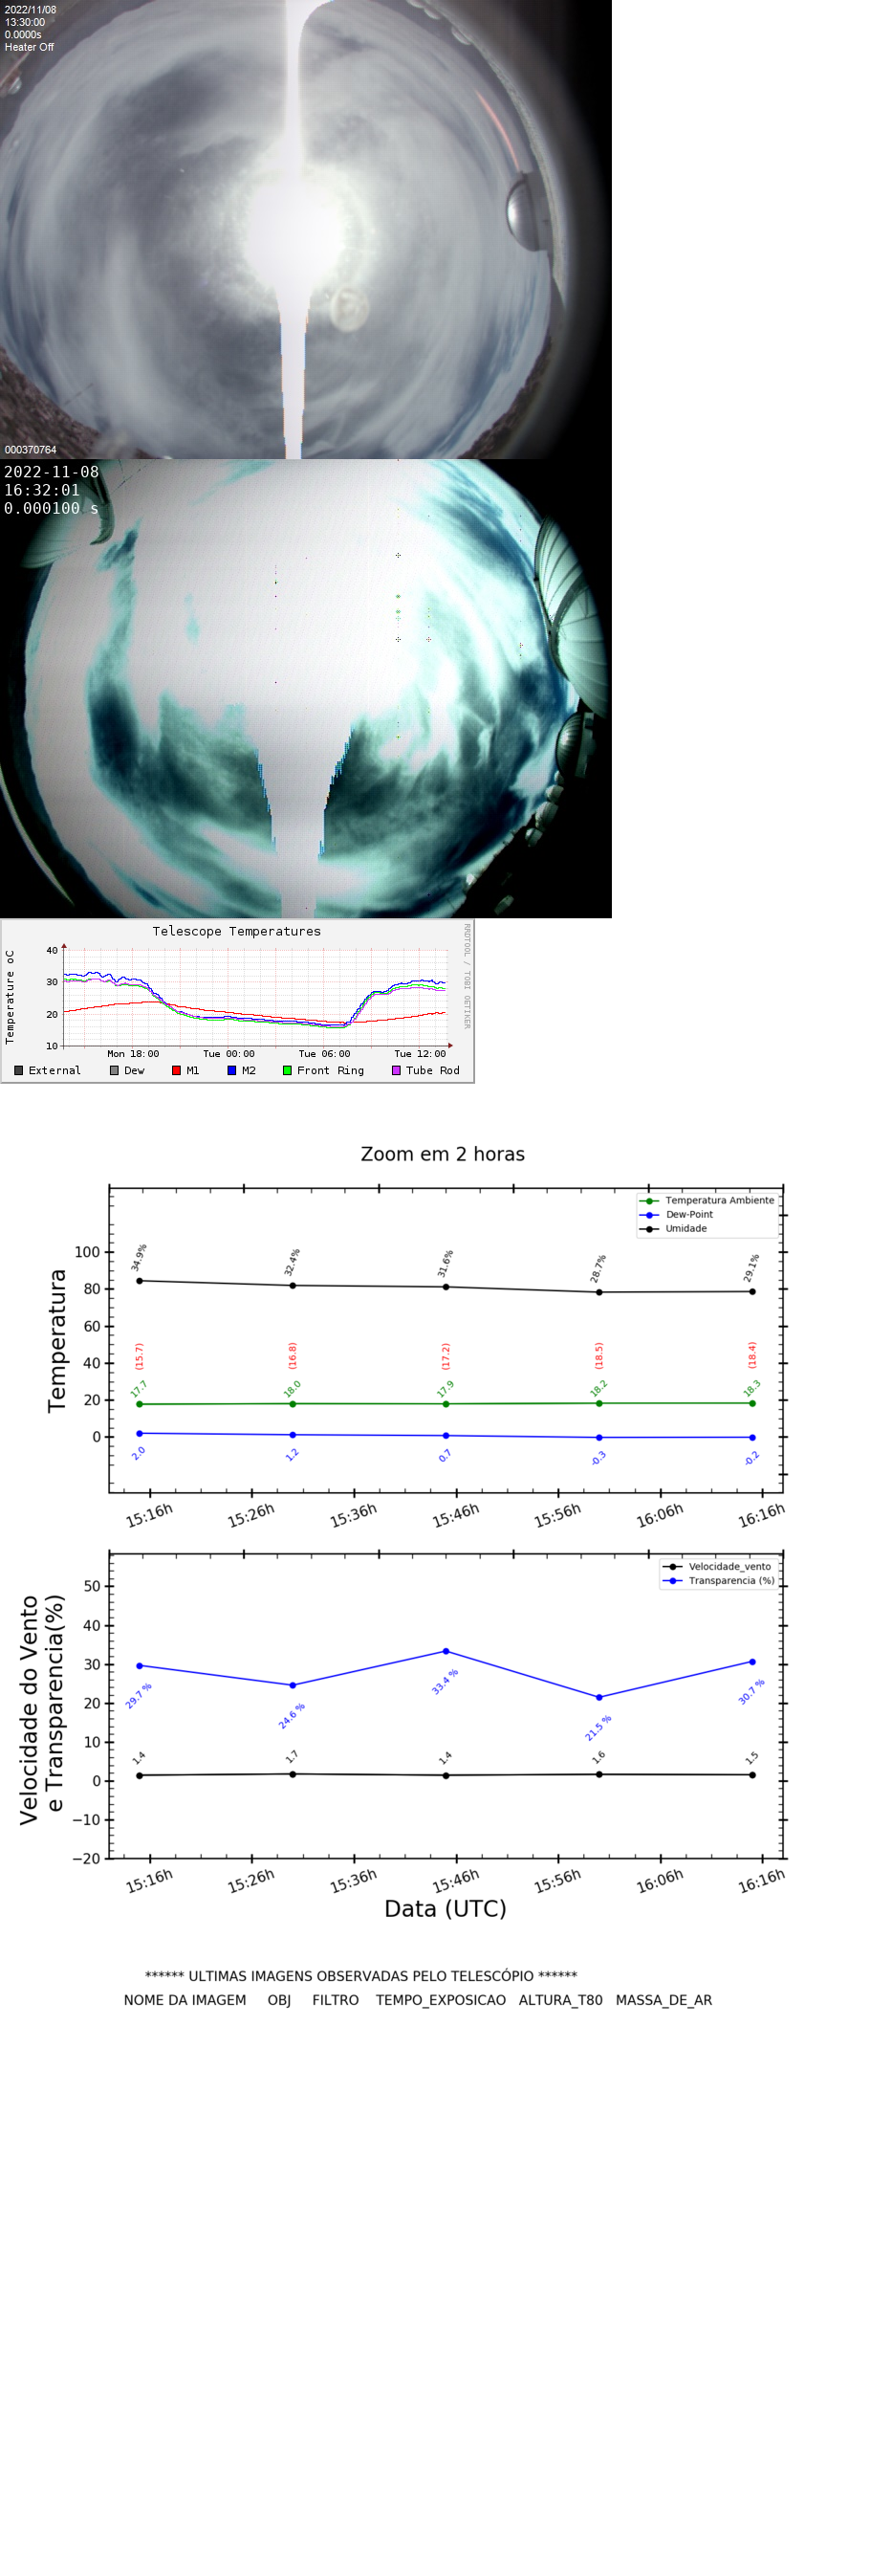 2022/11/08
13:30:00
0.0000s
Heater Off
000370764
2022-11-08
16:32:01
0.000100 s
Telescope Temperatures
RRDTOOL / TOBI OETIKER
Temperature oC
40
30
20
10
Mon 18:00 Tue 00:00 Tue 06:00 Tue 12:00
External Dew M1 M2 Front Ring Tube Rod
Zoom em 2 horas
Temperatura
Temperatura Ambiente
Dew-Point
Umidade
100
80
60
40
20
0
34.9% 32.4% 31.6% 28.7% 29.1%
(15.7) (16.8) (17.2) (18.5) (18.4)
17.7 18.0 17.9 18.2 18.3
2.0 1.2 0.7 -0.3 -0.2
15:16h 15:26h 15:36h 15:46h 15:56h 16:06h 16:16h
Velocidade do Vento
e Transparencia(%)
Velocidade_vento
Transparencia (%)
50
40
30
20
10
0
−10
−20
29.7 % 24.6 % 33.4 % 21.5 % 30.7 %
1.4 1.7 1.4 1.6 1.5
15:16h 15:26h 15:36h 15:46h 15:56h 16:06h 16:16h
Data (UTC)
****** ULTIMAS IMAGENS OBSERVADAS PELO TELESCÓPIO ******
NOME DA IMAGEM OBJ FILTRO TEMPO_EXPOSICAO ALTURA_T80 MASSA_DE_AR